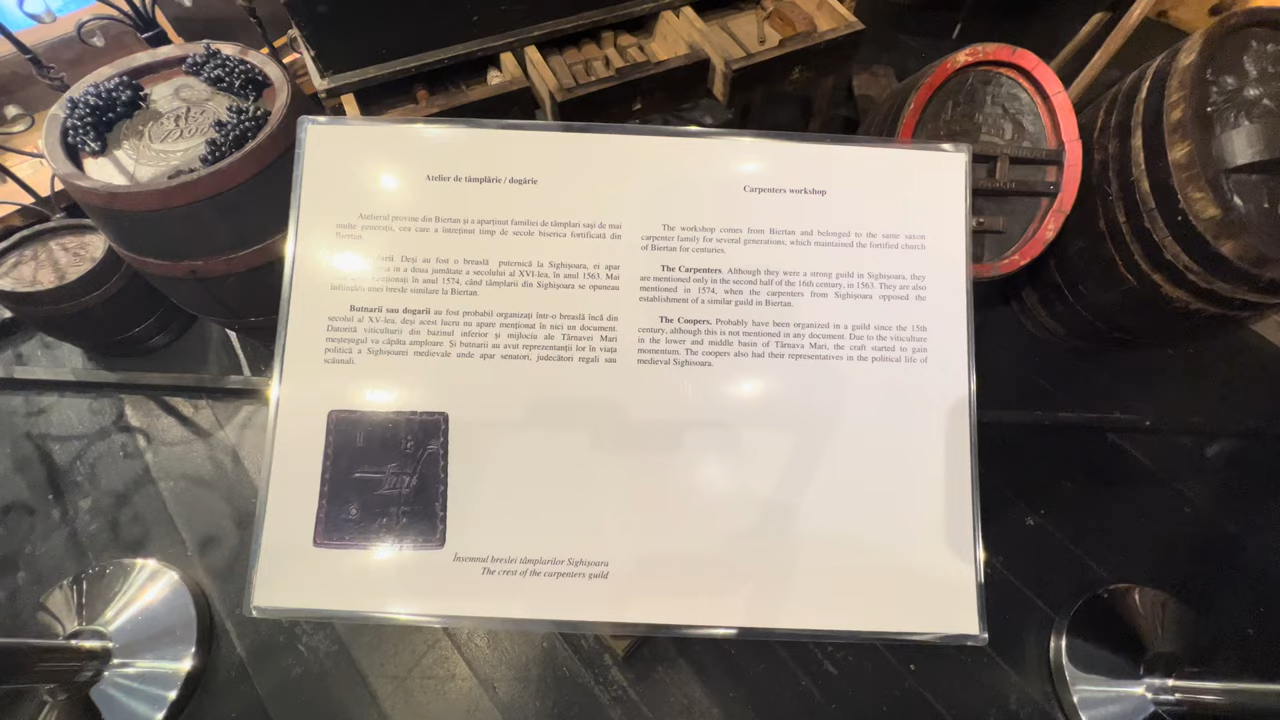 Atelier de tâmplărie / dogărie
Atelierul provine din Biertan și a aparținut familiei de tâmplari sași de mai
multe generații, cea care a întreținut timp de secole biserica fortificată din
Biertan.
Deși au fost o breaslă puternică la Sighișoara, ei apar
în a doua jumătate a secolului al XVI-lea, în anul 1563. Mai
menționați în anul 1574, când tâmplarii din Sighișoara se opuneau
înființării unei bresle similare la Biertan.
Butnarii sau dogarii au fost probabil organizați într-o breaslă încă din
secolul al XV-lea, deși acest lucru nu apare menționat în nici un document.
Datorită viticulturii din bazinul inferior și mijlociu ale Târnavei Mari
meșteșugul va căpăta amploare. Și butnarii au avut reprezentanții lor în viața
politică a Sighișoarei medievale unde apar senatori, judecători regali sau
scăunali.
Însemnul breslei tâmplarilor Sighișoara
The crest of the carpenters guild
Carpenters workshop
The workshop comes from Biertan and belonged to the same saxon
carpenter family for several generations, which maintained the fortified church
of Biertan for centuries.
The Carpenters. Although they were a strong guild in Sighișoara, they
are mentioned only in the second half of the 16th century, in 1563. They are also
mentioned in 1574, when the carpenters from Sighișoara opposed the
establishment of a similar guild in Biertan.
The Coopers. Probably have been organized in a guild since the 15th
century, although this is not mentioned in any document. Due to the viticulture
in the lower and middle basin of Târnava Mari, the craft started to gain
momentum. The coopers also had their representatives in the political life of
medieval Sighisoara.